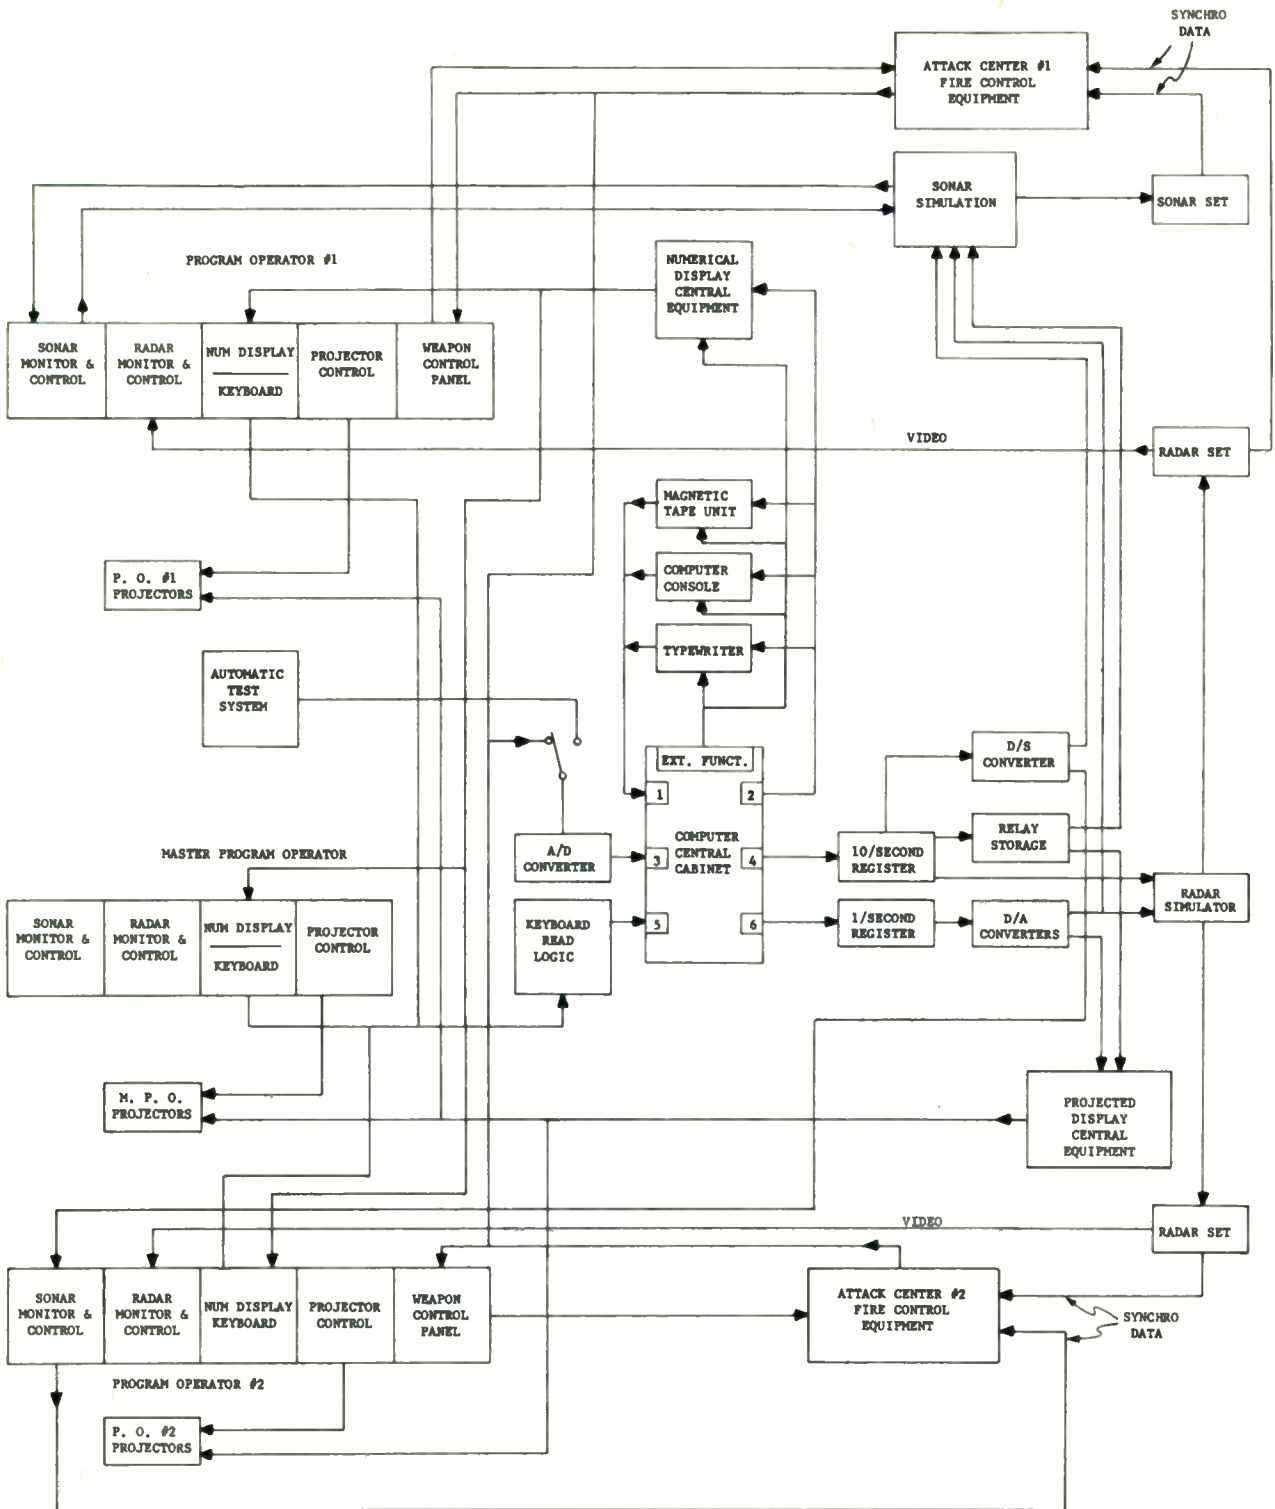 SYNCHRO
DATA
ATTACK CENTER #1
FIRE CONTROL
EQUIPMENT
SONAR
SIMULATION
SONAR SET
PROGRAM OPERATOR #1
NUMERICAL
DISPLAY
CENTRAL
EQUIPMENT
SONAR
MONITOR &
CONTROL
RADAR
MONITOR &
CONTROL
NUM DISPLAY
KEYBOARD
PROJECTOR
CONTROL
WEAPON
CONTROL
PANEL
VIDEO
RADAR SET
MAGNETIC
TAPE UNIT
COMPUTER
CONSOLE
TYPEWRITER
P. O. #1
PROJECTORS
AUTOMATIC
TEST
SYSTEM
EXT. FUNCT.
1
2
COMPUTER
CENTRAL
CABINET
3
4
5
6
D/S
CONVERTER
RELAY
STORAGE
10/SECOND
REGISTER
1/SECOND
REGISTER
D/A
CONVERTERS
RADAR
SIMULATOR
A/D
CONVERTER
KEYBOARD
READ
LOGIC
MASTER PROGRAM OPERATOR
SONAR
MONITOR &
CONTROL
RADAR
MONITOR &
CONTROL
NUM DISPLAY
KEYBOARD
PROJECTOR
CONTROL
M. P. O.
PROJECTORS
PROJECTED
DISPLAY
CENTRAL
EQUIPMENT
VIDEO
RADAR SET
SONAR
MONITOR &
CONTROL
RADAR
MONITOR &
CONTROL
NUM DISPLAY
KEYBOARD
PROJECTOR
CONTROL
WEAPON
CONTROL
PANEL
ATTACK CENTER #2
FIRE CONTROL
EQUIPMENT
SYNCHRO
DATA
PROGRAM OPERATOR #2
P. O. #2
PROJECTORS